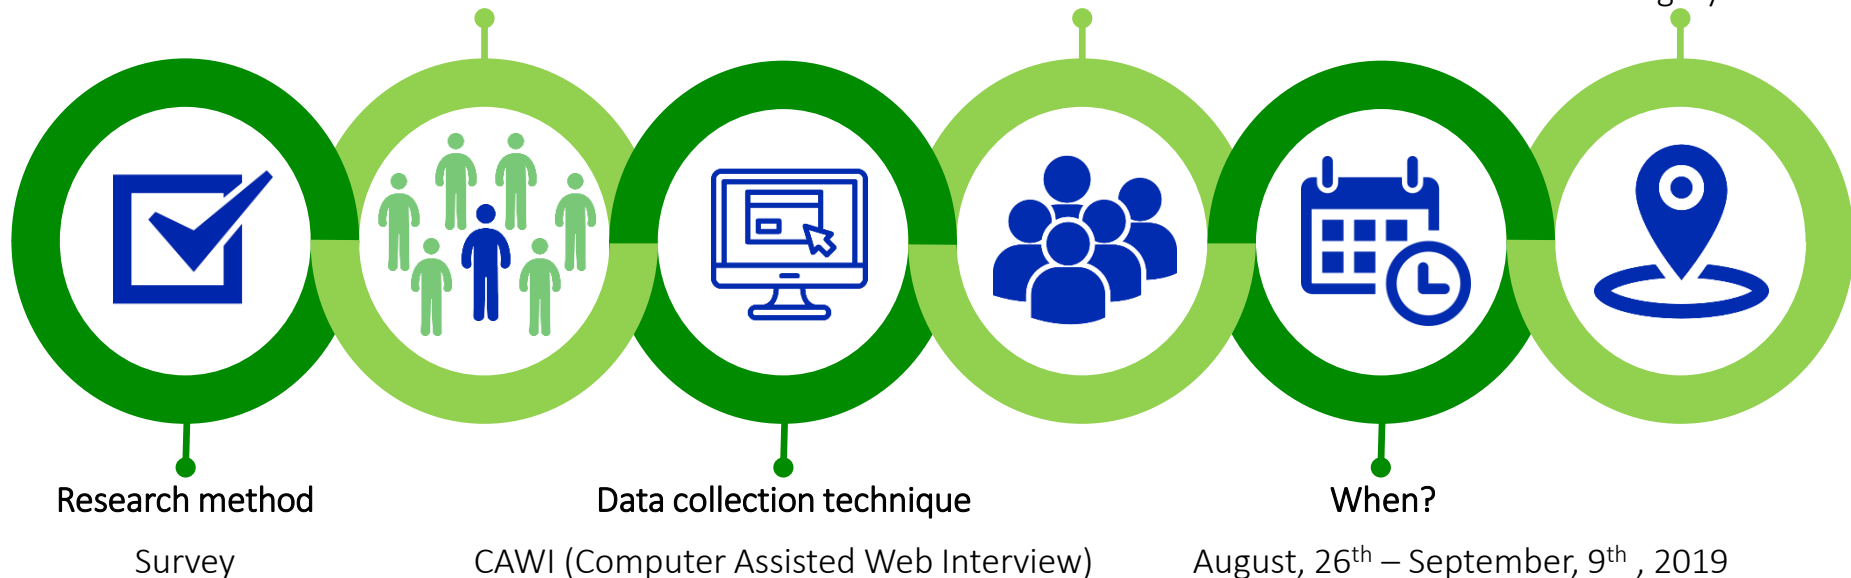 Research method
Data collection technique
When?
Survey
CAWI (Computer Assisted Web Interview)
August, 26th – September, 9th , 2019